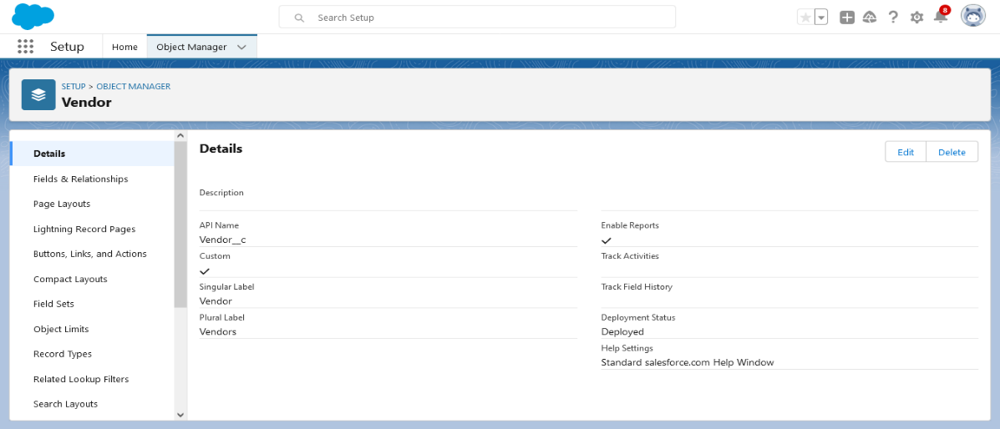 Search Setup
8
Setup
Home
Object Manager
SETUP > OBJECT MANAGER
Vendor
Details
Fields & Relationships
Page Layouts
Lightning Record Pages
Buttons, Links, and Actions
Compact Layouts
Field Sets
Object Limits
Record Types
Related Lookup Filters
Search Layouts
Details
Edit
Delete
Description
API Name
Vendor__c
Custom
Singular Label
Vendor
Plural Label
Vendors
Enable Reports
Track Activities
Track Field History
Deployment Status
Deployed
Help Settings
Standard salesforce.com Help Window